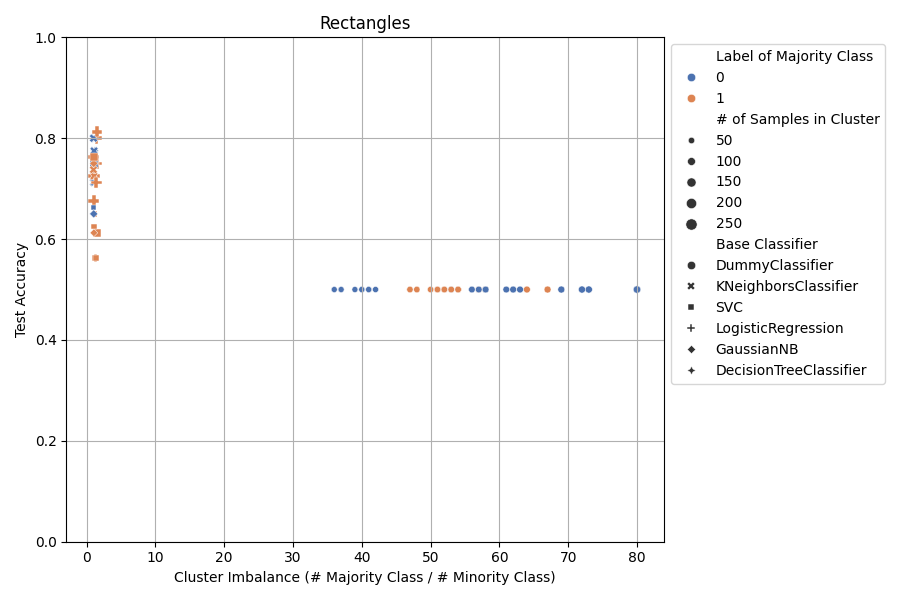 Rectangles
1.0
0.8
0.6
0.4
0.2
0.0
Test Accuracy
0 10 20 30 40 50 60 70 80
Cluster Imbalance (# Majority Class / # Minority Class)
Label of Majority Class
0
1
# of Samples in Cluster
50
100
150
200
250
Base Classifier
DummyClassifier
KNeighborsClassifier
SVC
LogisticRegression
GaussianNB
DecisionTreeClassifier